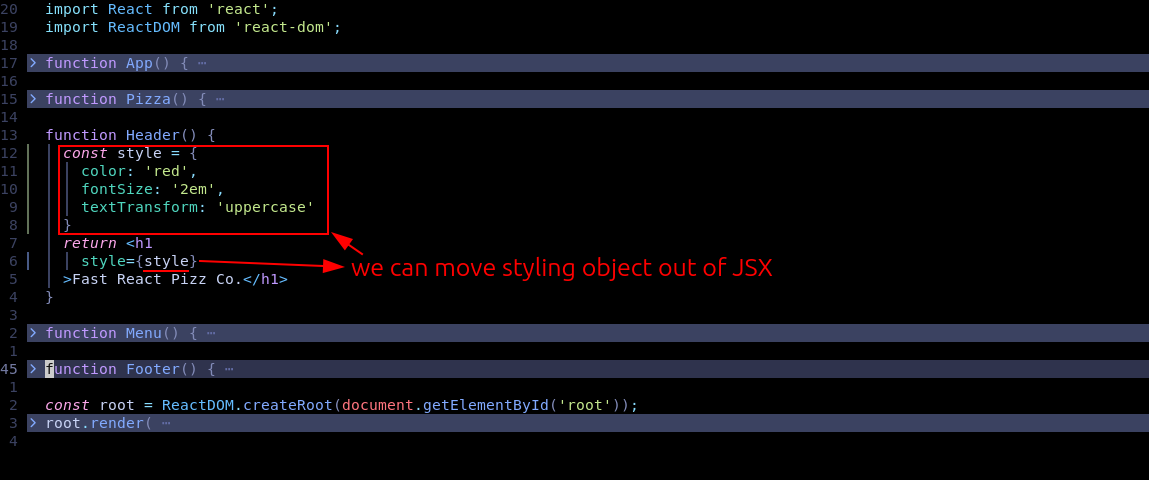 20 import React from 'react';
19 import ReactDOM from 'react-dom';
18
17 > function App() { ⋯
16
15 > function Pizza() { ⋯
14
13 function Header() {
12 const style = {
11 color: 'red',
10 fontSize: '2em',
9 textTransform: 'uppercase'
8 }
7 return <h1
6 style={style} we can move styling object out of JSX
5 >Fast React Pizz Co.</h1>
4 }
3
2 > function Menu() { ⋯
1
45 > function Footer() { ⋯
1
2 const root = ReactDOM.createRoot(document.getElementById('root'));
3 > root.render( ⋯
4